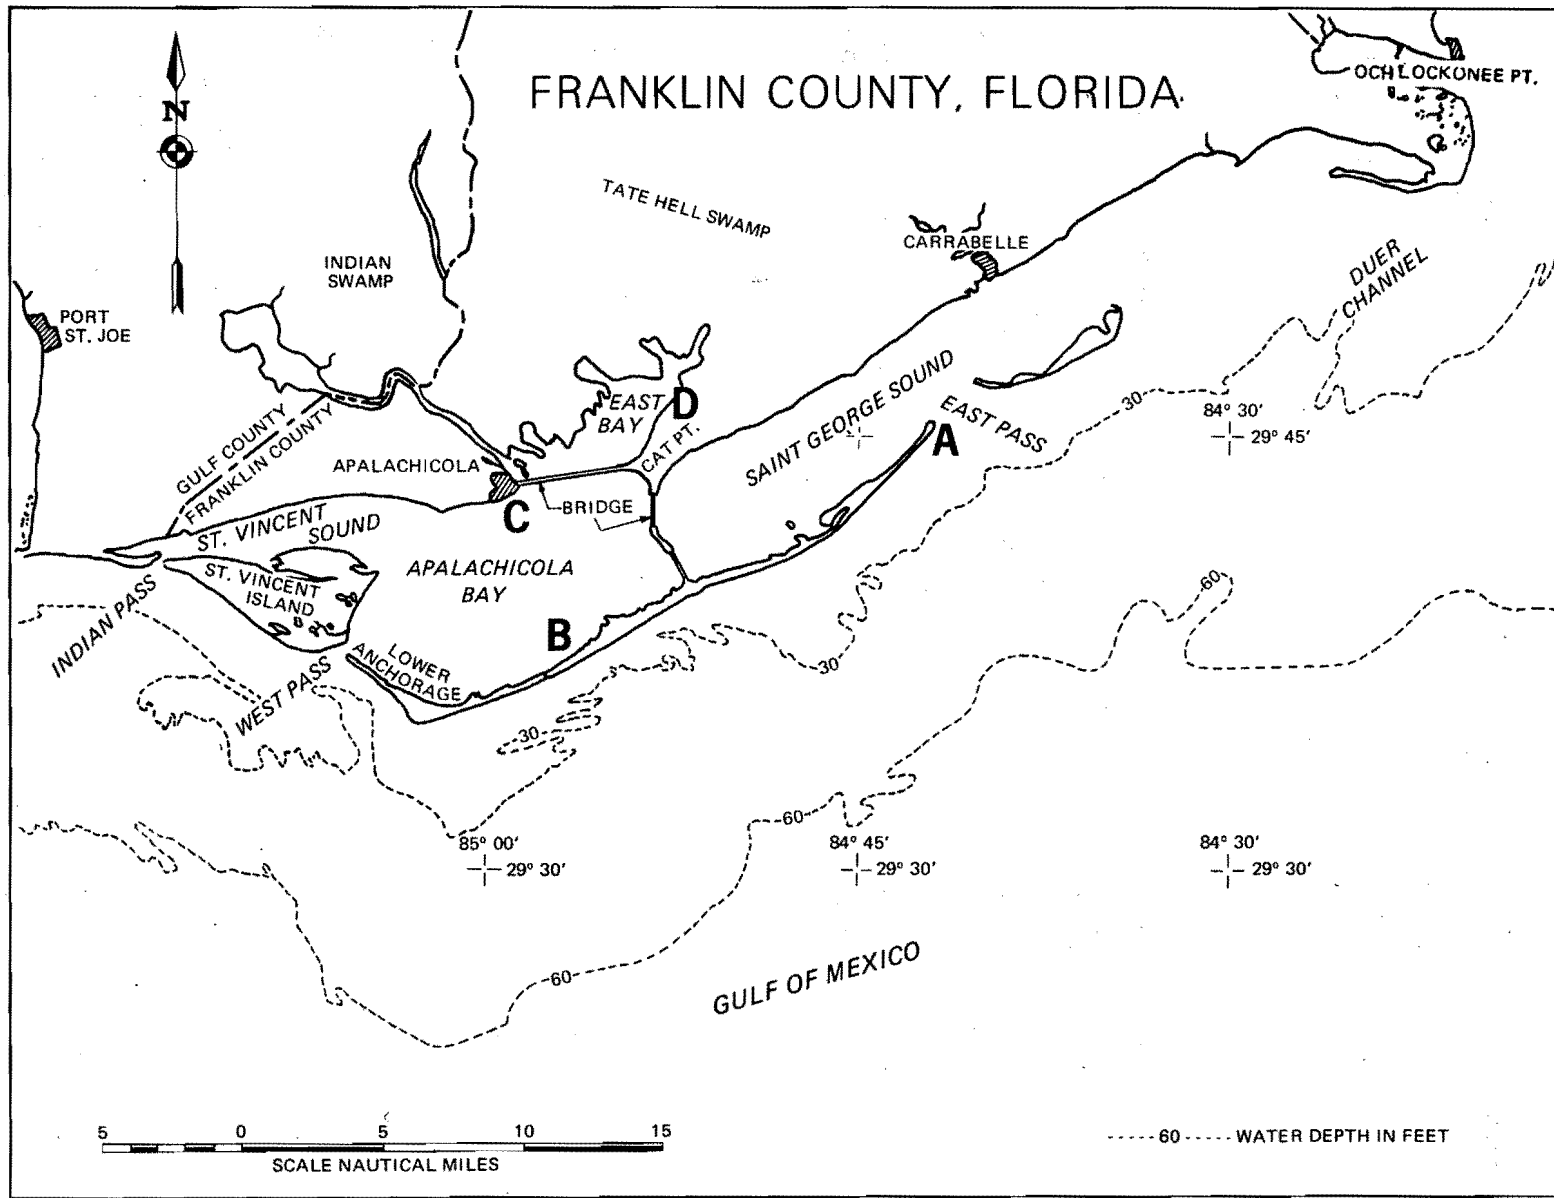 FRANKLIN COUNTY, FLORIDA
N
OCHLOCKONEE PT.
TATE HELL SWAMP
CARRABELLE
INDIAN
SWAMP
DUER
CHANNEL
PORT
ST. JOE
EAST
BAY
D
CAT PT.
SAINT GEORGE SOUND
EAST PASS
A
30
84° 30'
29° 45'
GULF COUNTY
FRANKLIN COUNTY
APALACHICOLA
C
BRIDGE
ST. VINCENT
SOUND
APALACHICOLA
BAY
ST. VINCENT
ISLAND
INDIAN PASS
60
B
LOWER
ANCHORAGE
WEST PASS
30
30
60
85° 00'
29° 30'
84° 45'
29° 30'
84° 30'
29° 30'
60
GULF OF MEXICO
5 0 5 10 15
SCALE NAUTICAL MILES
60 WATER DEPTH IN FEET